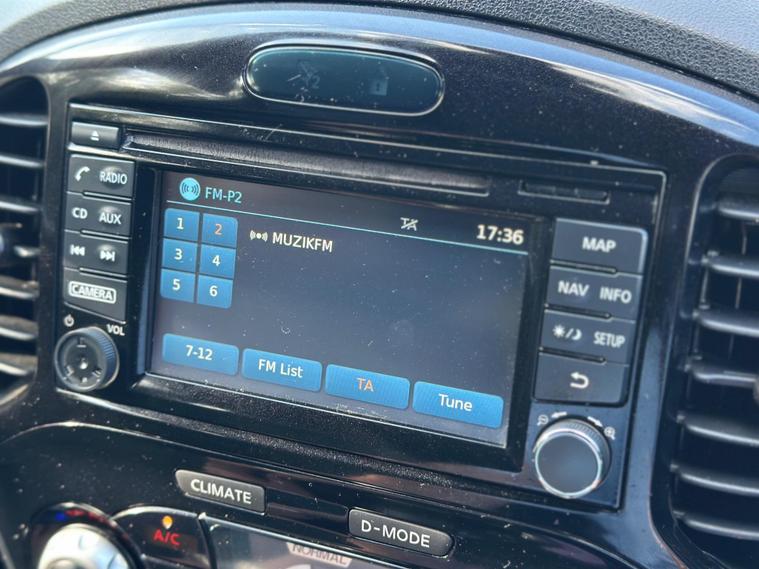 RADIO
CD AUX
CAMERA
VOL
FM-P2
TA
17:36
1 2
MUZIKFM
3 4
5 6
7-12
FM List
TA
Tune
MAP
NAV INFO
SETUP
CLIMATE
D-MODE
A/C
NORMAL